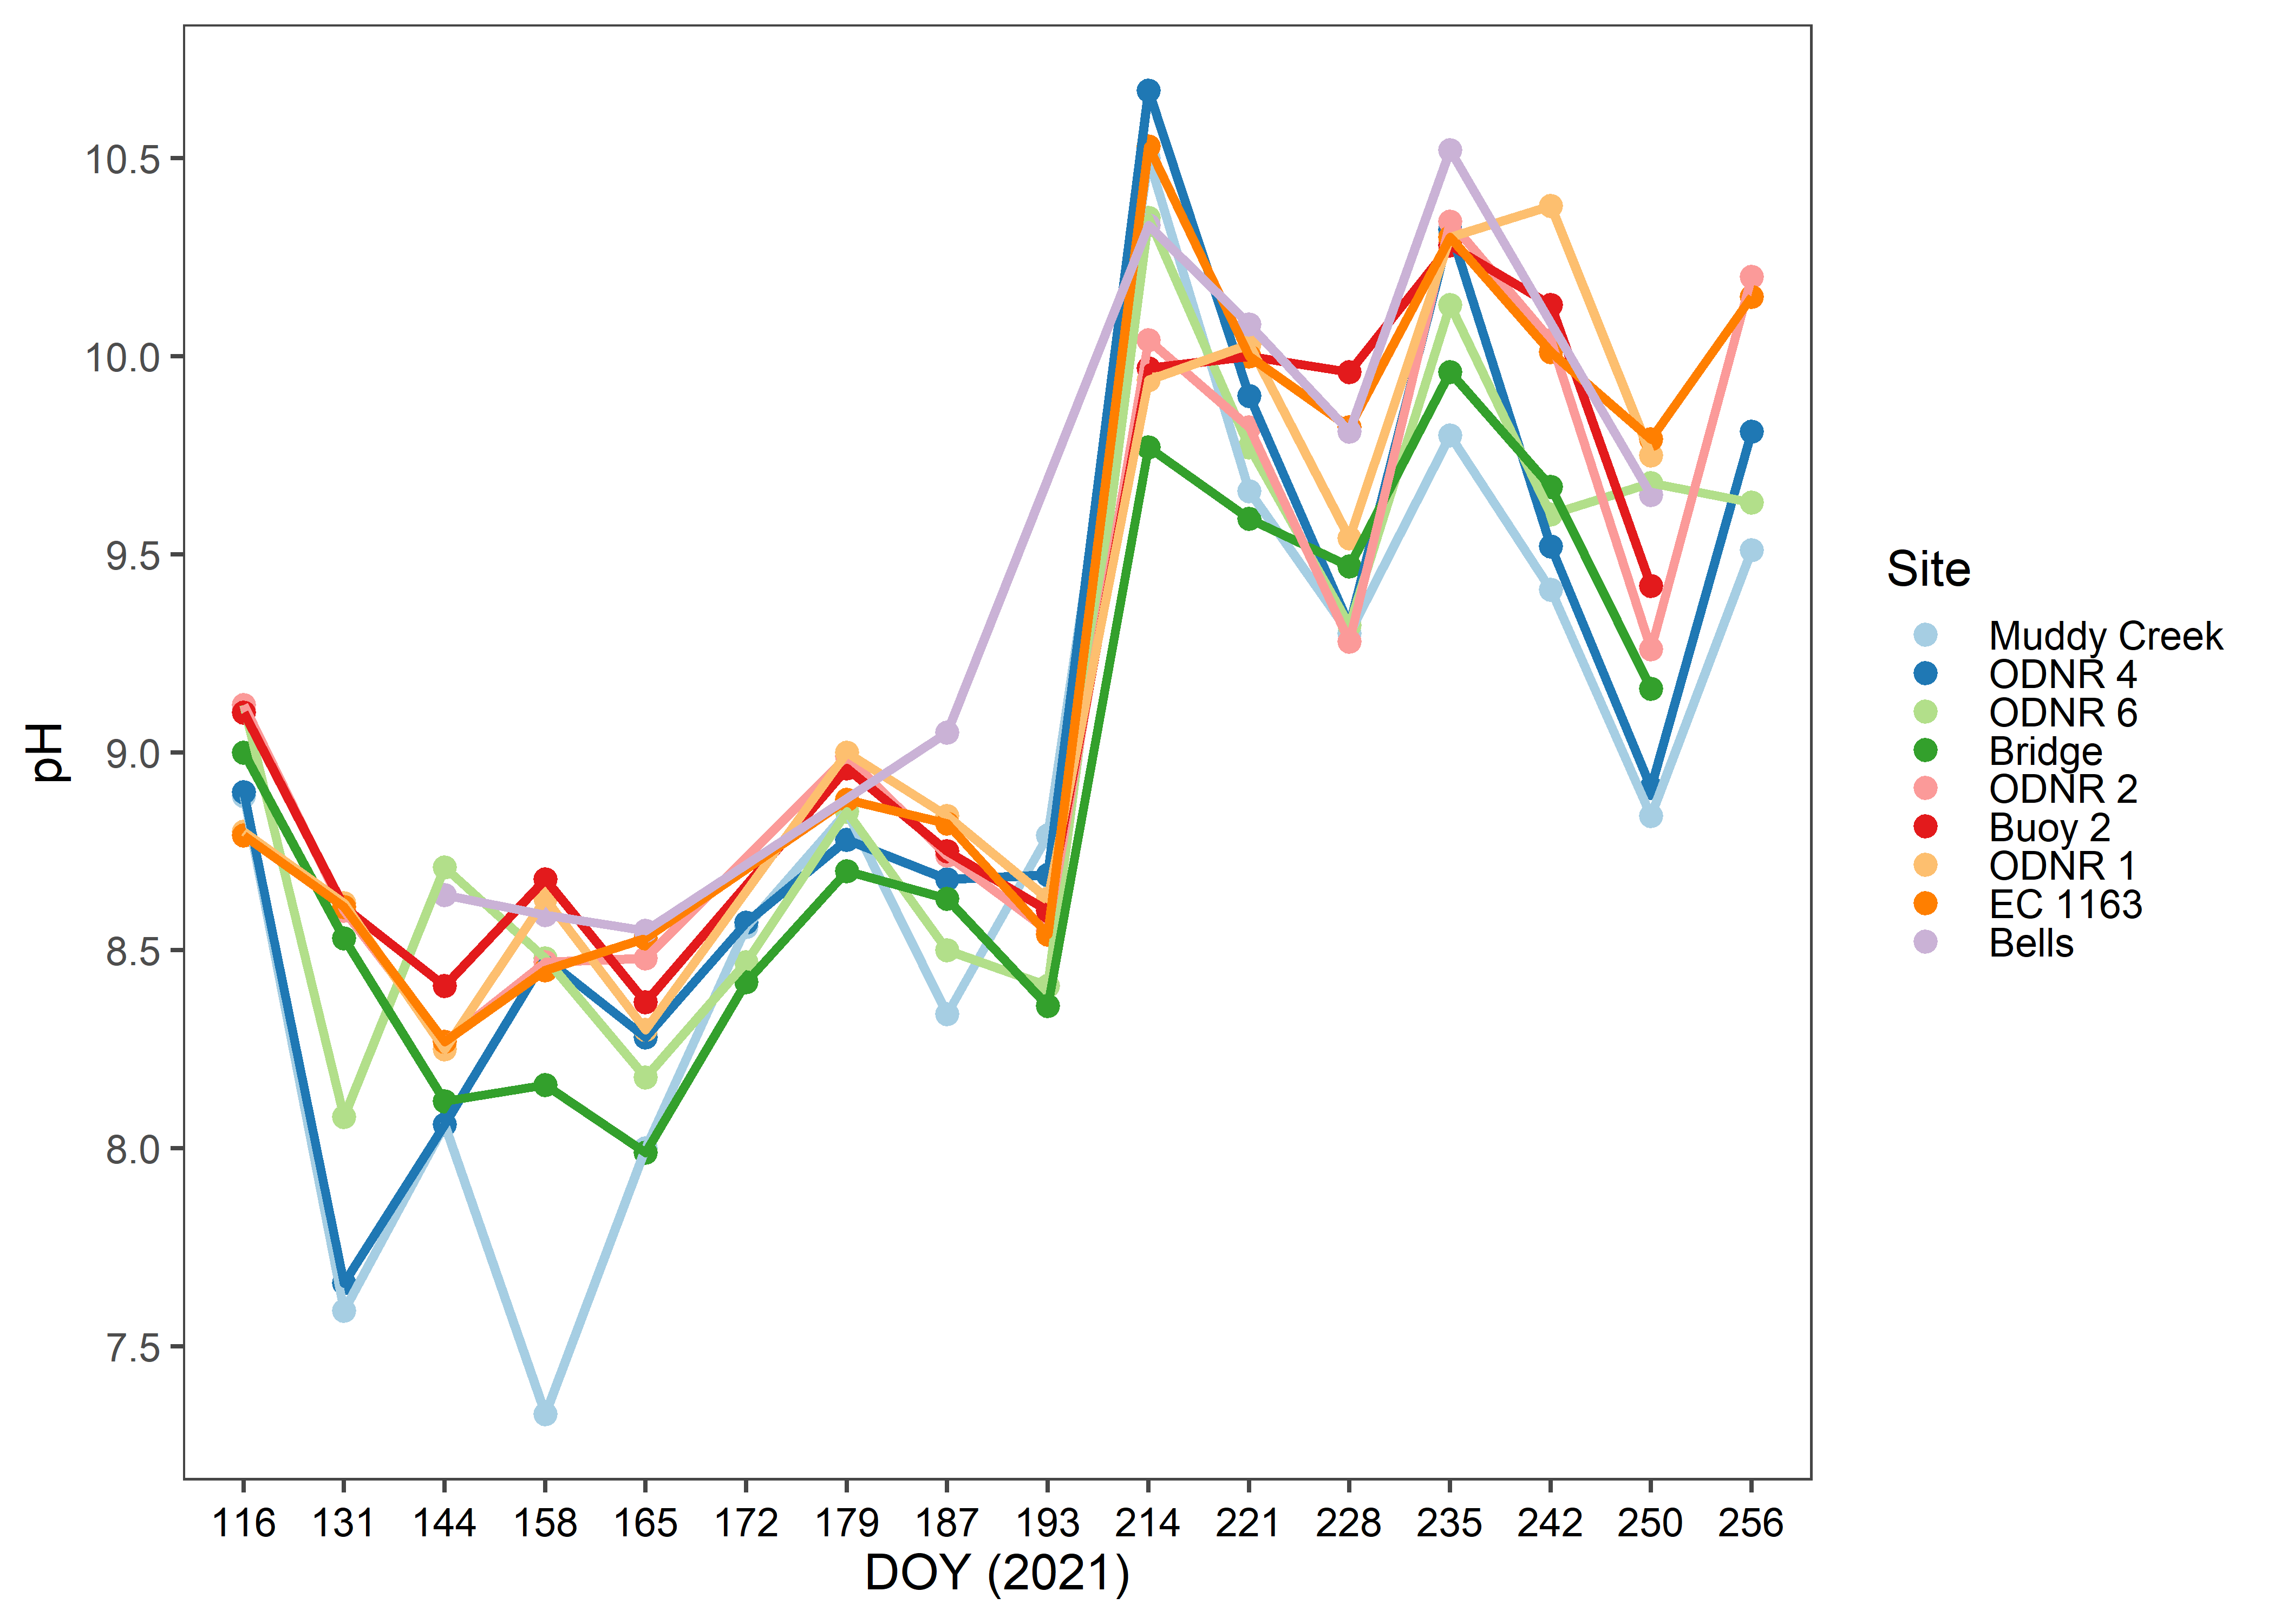 10.5
10.0
9.5
9.0
8.5
8.0
7.5
pH
116 131 144 158 165 172 179 187 193 214 221 228 235 242 250 256
DOY (2021)
Site
Muddy Creek
ODNR 4
ODNR 6
Bridge
ODNR 2
Buoy 2
ODNR 1
EC 1163
Bells